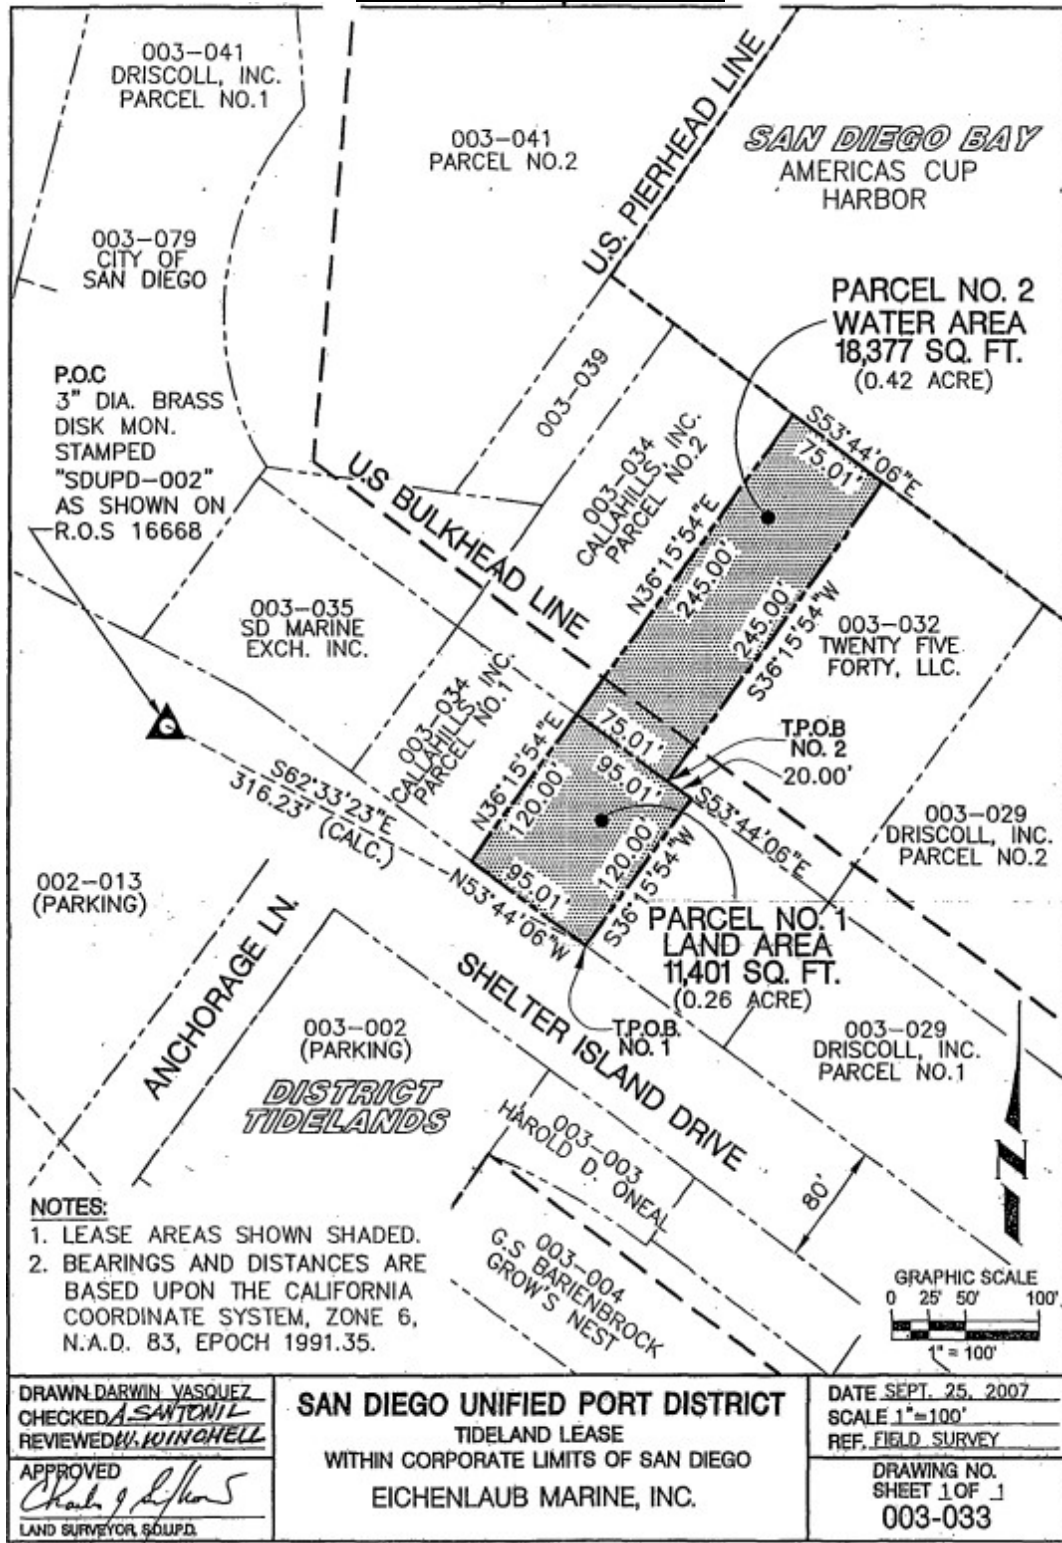 003-041
DRISCOLL, INC.
PARCEL NO.1
003-041
PARCEL NO.2
U.S. PIERHEAD LINE
SAN DIEGO BAY
AMERICAS CUP
HARBOR
003-079
CITY OF
SAN DIEGO
PARCEL NO. 2
WATER AREA
18,377 SQ. FT.
(0.42 ACRE)
P.O.C
3" DIA. BRASS
DISK MON.
STAMPED
"SDUPD-002"
AS SHOWN ON
R.O.S 16668
003-039
U.S BULKHEAD LINE
003-034
CALLAHILLS, INC.
PARCEL NO.2
S53°44'06"E
75.01'
N36°15'54"E
245.00'
245.00'
S36°15'54"W
003-035
SD MARINE
EXCH. INC.
003-032
TWENTY FIVE
FORTY, LLC.
003-034
CALLAHILLS, INC.
PARCEL NO.1
N36°15'54"E
120.00'
75.01'
95.01'
T.P.O.B
NO. 2
20.00'
S53°44'06"E
S62°33'23"E
316.23' (CALC.)
003-029
DRISCOLL, INC.
PARCEL NO.2
002-013
(PARKING)
95.01'
N53°44'06"W
120.00'
S36°15'54"W
PARCEL NO. 1
LAND AREA
11,401 SQ. FT.
(0.26 ACRE)
ANCHORAGE LN.
SHELTER ISLAND DRIVE
T.P.O.B.
NO. 1
003-002
(PARKING)
DISTRICT
TIDELANDS
003-029
DRISCOLL, INC.
PARCEL NO.1
003-003
HAROLD D. ONEAL
80'
N
003-004
G.S. BARIENBROCK
GROW'S NEST
NOTES:
1. LEASE AREAS SHOWN SHADED.
2. BEARINGS AND DISTANCES ARE
BASED UPON THE CALIFORNIA
COORDINATE SYSTEM, ZONE 6,
N.A.D. 83, EPOCH 1991.35.
GRAPHIC SCALE
0 25' 50' 100'
1" = 100'
DRAWN DARWIN VASQUEZ
CHECKED A. SANTONIL
REVIEWED W. WINCHELL
APPROVED
LAND SURVEYOR, S.D.U.P.D.
SAN DIEGO UNIFIED PORT DISTRICT
TIDELAND LEASE
WITHIN CORPORATE LIMITS OF SAN DIEGO
EICHENLAUB MARINE, INC.
DATE SEPT. 25, 2007
SCALE 1"=100'
REF. FIELD SURVEY
DRAWING NO.
SHEET 1 OF 1
003-033